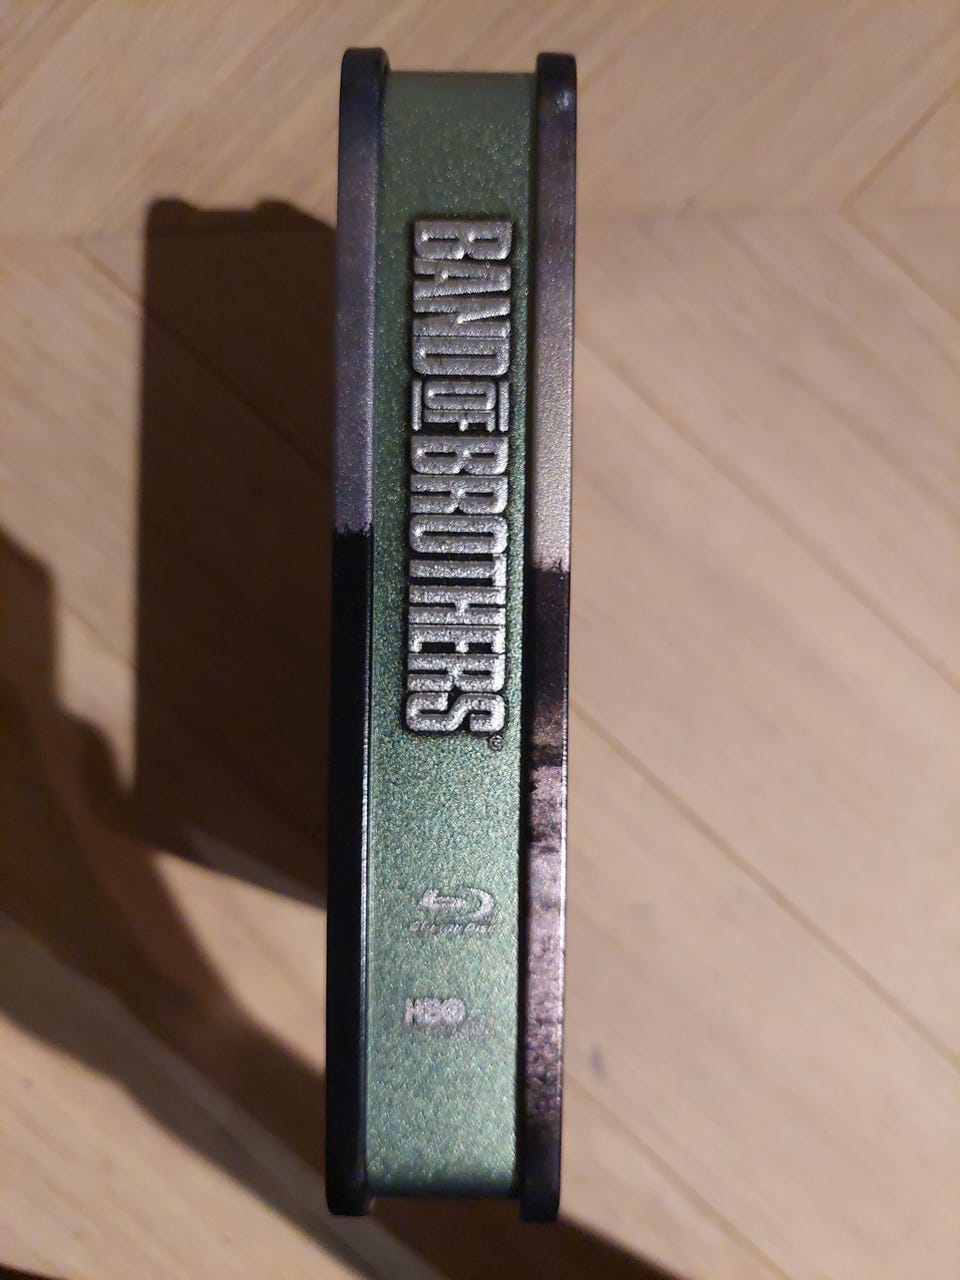 BAND OF BROTHERS®
Blu-ray Disc
HBO